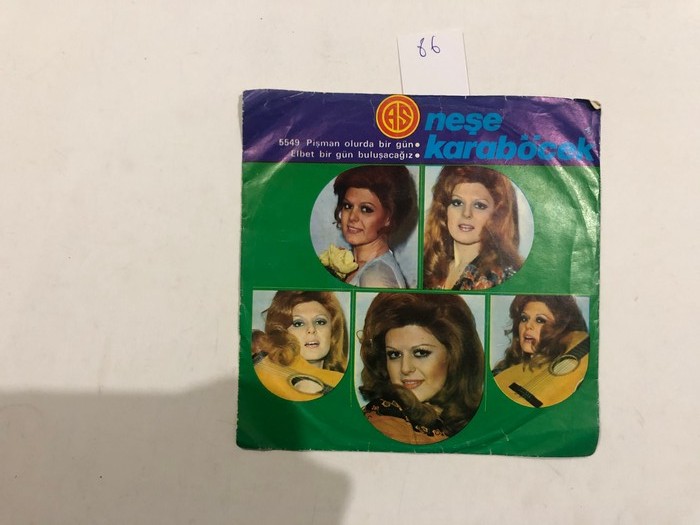 86
AS
neşe
karaböcek
5549 Pişman olurda bir gün•
Elbet bir gün buluşacağız•